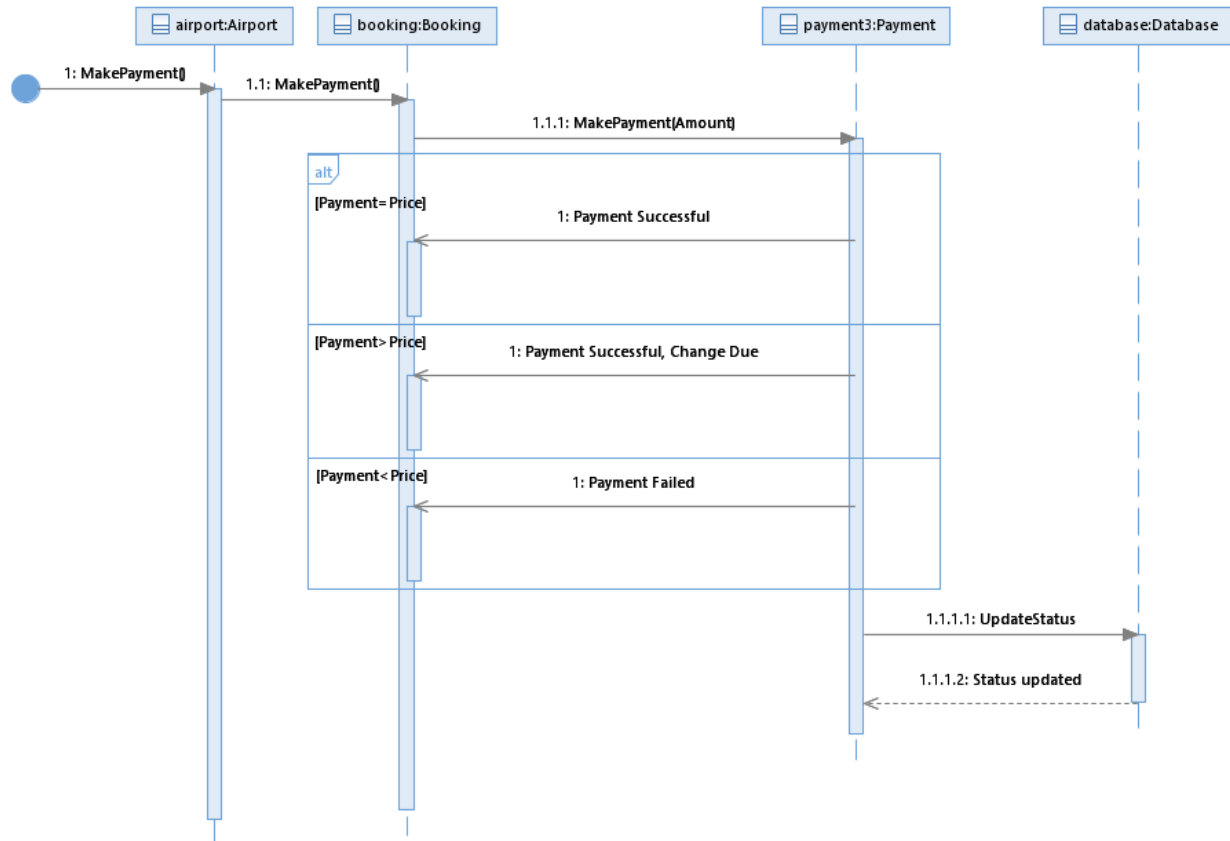 airport:Airport
booking:Booking
payment3:Payment
database:Database
1: MakePayment()
1.1: MakePayment()
1.1.1: MakePayment(Amount)
alt
[Payment= Price]
1: Payment Successful
[Payment> Price]
1: Payment Successful, Change Due
[Payment< Price]
1: Payment Failed
1.1.1.1: UpdateStatus
1.1.1.2: Status updated